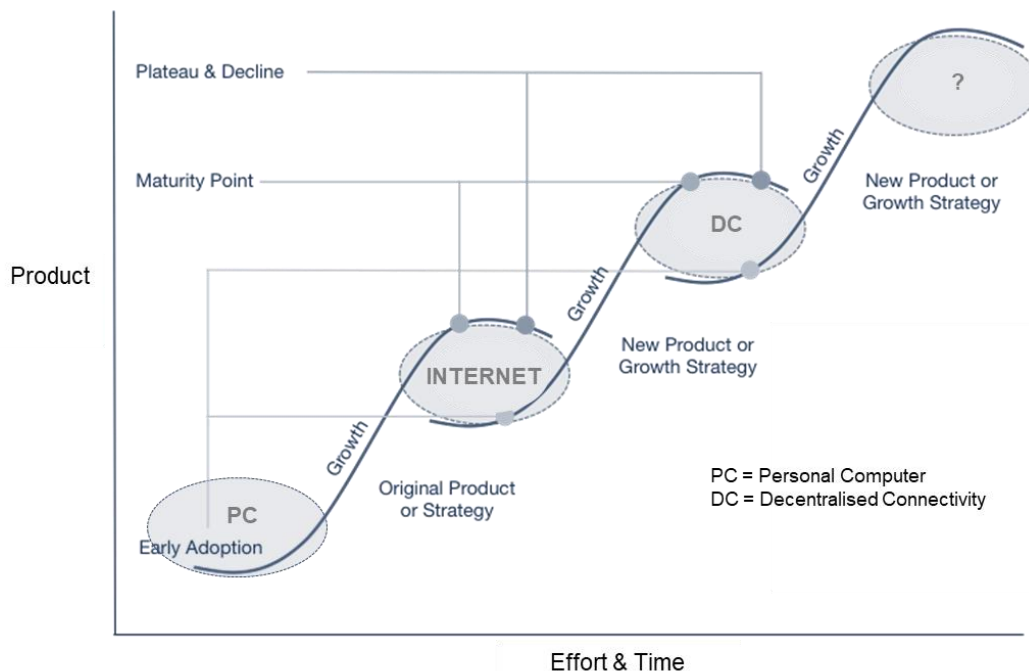 ?
Plateau & Decline
Growth
Maturity Point
New Product or
Growth Strategy
DC
Product
Growth
New Product or
Growth Strategy
INTERNET
Growth
PC = Personal Computer
DC = Decentralised Connectivity
Original Product
or Strategy
PC
Early Adoption
Effort & Time